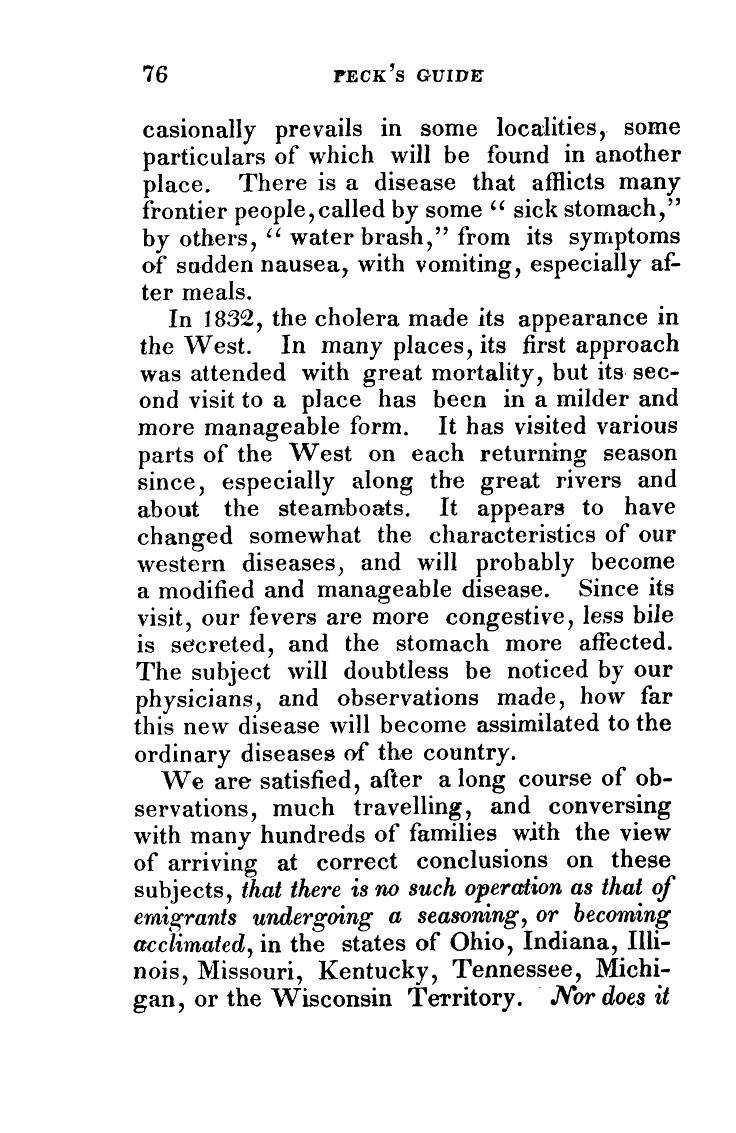 76 PECK'S GUIDE
casionally prevails in some localities, some
particulars of which will be found in another
place. There is a disease that afflicts many
frontier people, called by some “ sick stomach,”
by others, “ water brash,” from its symptoms
of sudden nausea, with vomiting, especially af-
ter meals.
In 1832, the cholera made its appearance in
the West. In many places, its first approach
was attended with great mortality, but its sec-
ond visit to a place has been in a milder and
more manageable form. It has visited various
parts of the West on each returning season
since, especially along the great rivers and
about the steamboats. It appears to have
changed somewhat the characteristics of our
western diseases, and will probably become
a modified and manageable disease. Since its
visit, our fevers are more congestive, less bile
is secreted, and the stomach more affected.
The subject will doubtless be noticed by our
physicians, and observations made, how far
this new disease will become assimilated to the
ordinary diseases of the country.
We are satisfied, after a long course of ob-
servations, much travelling, and conversing
with many hundreds of families with the view
of arriving at correct conclusions on these
subjects, that there is no such operation as that of
emigrants undergoing a seasoning, or becoming
acclimated, in the states of Ohio, Indiana, Illi-
nois, Missouri, Kentucky, Tennessee, Michi-
gan, or the Wisconsin Territory. Nor does it